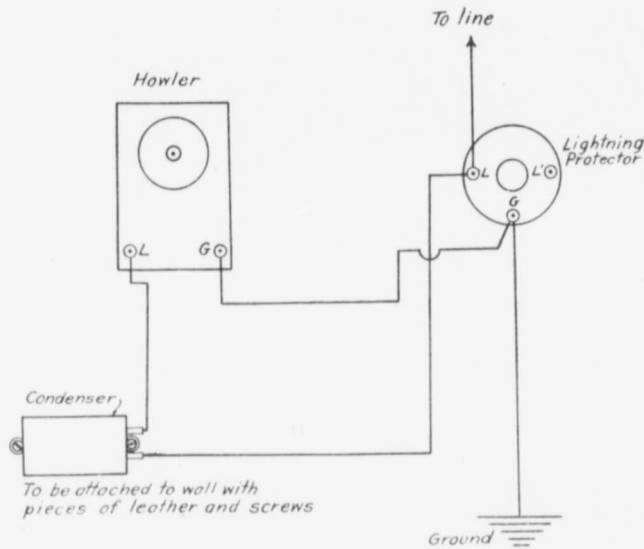 To line
Howler
Lightning
Protector
L
L'
G
L
G
Condenser
To be attached to wall with
pieces of leather and screws
Ground